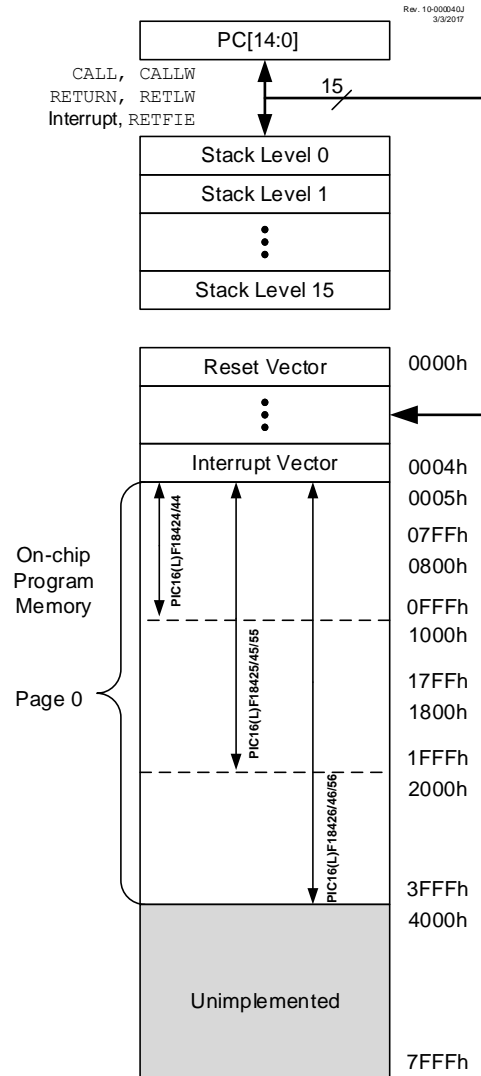 Rev. 10-000040J
3/3/2017
PC[14:0]
CALL, CALLW
RETURN, RETLW
Interrupt, RETFIE
15
Stack Level 0
Stack Level 1
Stack Level 15
Reset Vector
0000h
Interrupt Vector
0004h
0005h
07FFh
0800h
0FFFh
1000h
17FFh
1800h
1FFFh
2000h
3FFFh
4000h
7FFFh
On-chip
Program
Memory
Page 0
PIC16(L)F18424/44
PIC16(L)F18425/45/55
PIC16(L)F18426/46/56
Unimplemented